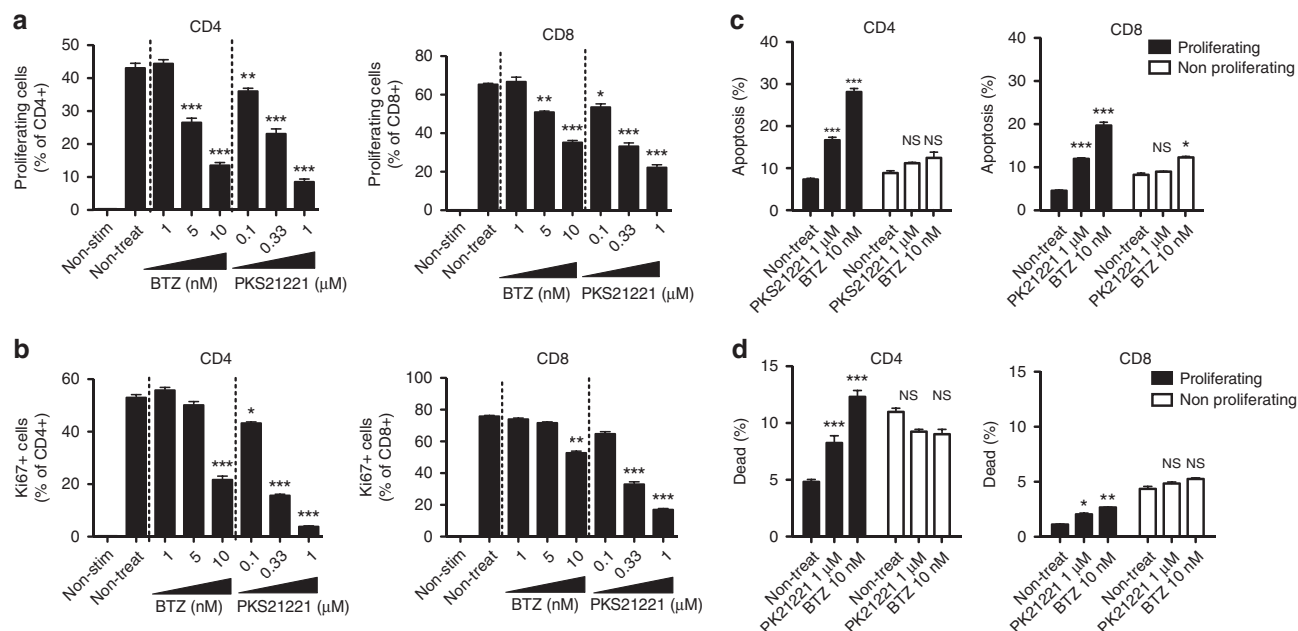 a
CD4
Proliferating cells
(% of CD4+)
50
40
30
20
10
0
***
***
**
***
***
Non-stim
Non-treat
1
5
10
0.1
0.33
1
BTZ (nM)
PKS21221 (μM)
CD8
Proliferating cells
(% of CD8+)
80
60
40
20
0
**
***
*
***
***
Non-stim
Non-treat
1
5
10
0.1
0.33
1
BTZ (nM)
PKS21221 (μM)
b
CD4
Ki67+ cells
(% of CD4+)
60
40
20
0
***
*
***
***
Non-stim
Non-treat
1
5
10
0.1
0.33
1
BTZ (nM)
PKS21221 (μM)
CD8
Ki67+ cells
(% of CD8+)
100
80
60
40
20
0
**
***
***
Non-stim
Non-treat
1
5
10
0.1
0.33
1
BTZ (nM)
PKS21221 (μM)
c
CD4
Apoptosis (%)
40
30
20
10
0
***
***
NS NS
Non-treat
PKS21221 1 μM
BTZ 10 nM
Non-treat
PKS21221 1 μM
BTZ 10 nM
CD8
Proliferating
Non proliferating
Apoptosis (%)
40
30
20
10
0
***
***
NS
*
Non-treat
PK21221 1 μM
BTZ 10 nM
Non-treat
PK21221 1 μM
BTZ 10 nM
d
CD4
Dead (%)
15
10
5
0
***
***
NS
NS
Non-treat
PK21221 1 μM
BTZ 10 nM
Non-treat
PK21221 1 μM
BTZ 10 nM
CD8
Proliferating
Non proliferating
Dead (%)
15
10
5
0
*
**
NS NS
Non-treat
PK21221 1 μM
BTZ 10 nM
Non-treat
PK21221 1 μM
BTZ 10 nM